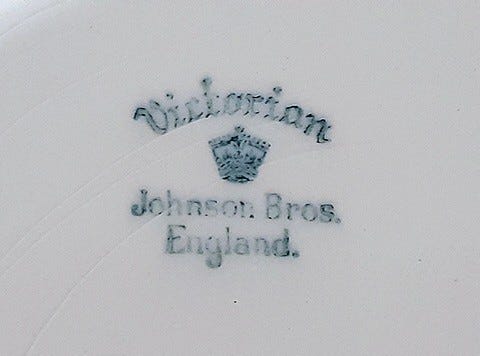 Victorian
Johnson Bros.
England.